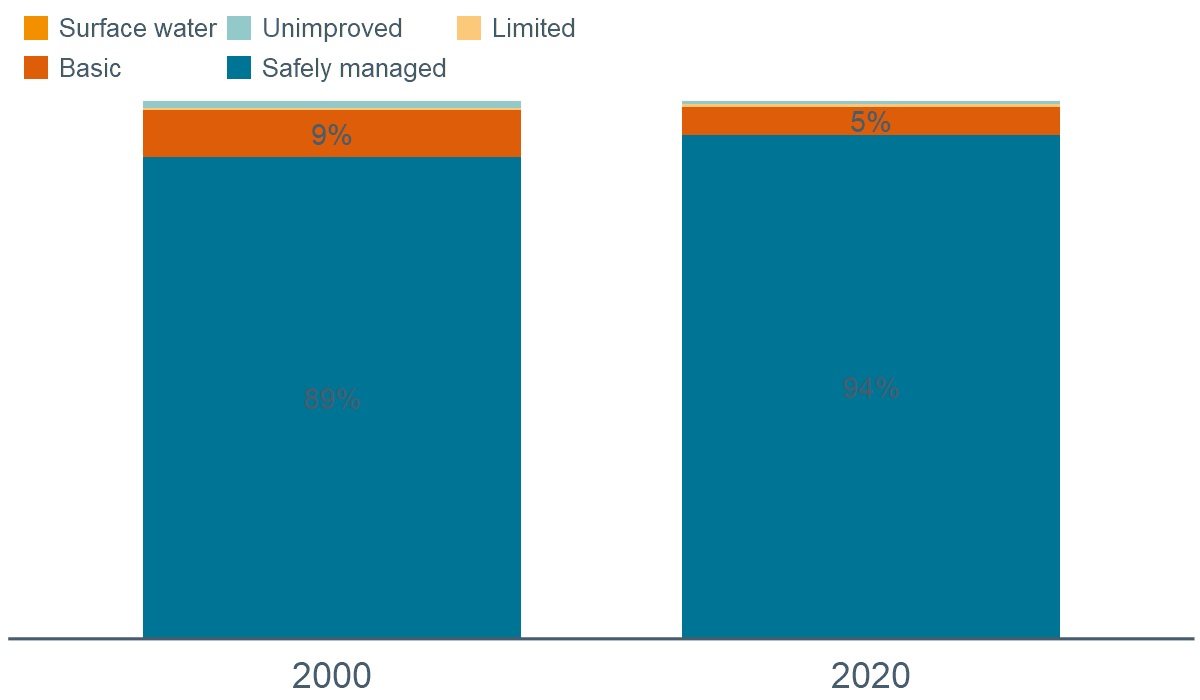 Surface water Unimproved Limited
Basic Safely managed
9% 5%
89% 94%
2000 2020